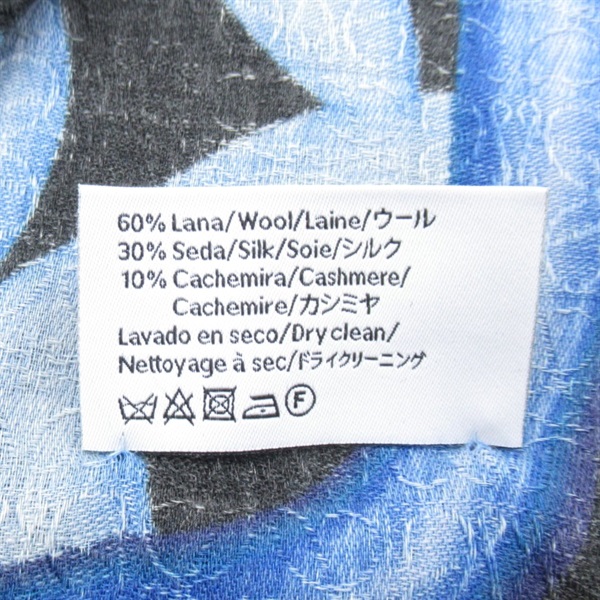 60% Lana/Wool/Laine/ウール
30% Seda/Silk/Soie/シルク
10% Cachemira/Cashmere/
Cachemire/カシミヤ
Lavado en seco/Dry clean/
Nettoyage à sec/ドライクリーニング
F